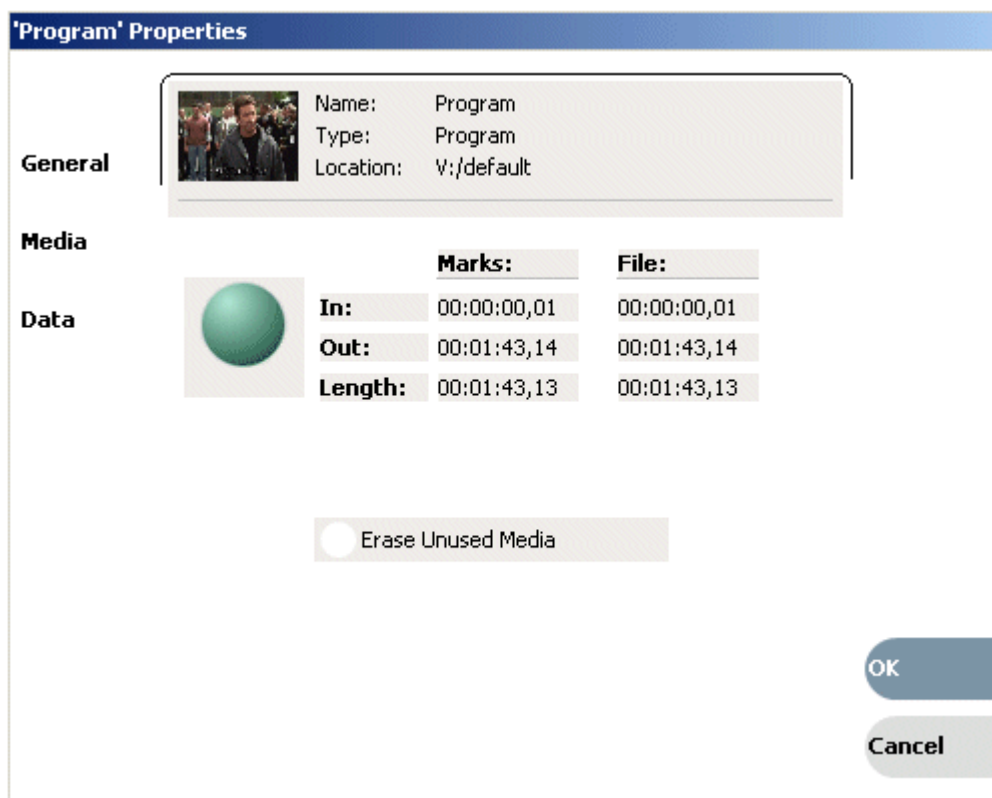 'Program' Properties
General
Media
Data
Name: Program
Type: Program
Location: V:/default
Marks: File:
In: 00:00:00,01 00:00:00,01
Out: 00:01:43,14 00:01:43,14
Length: 00:01:43,13 00:01:43,13
Erase Unused Media
OK
Cancel